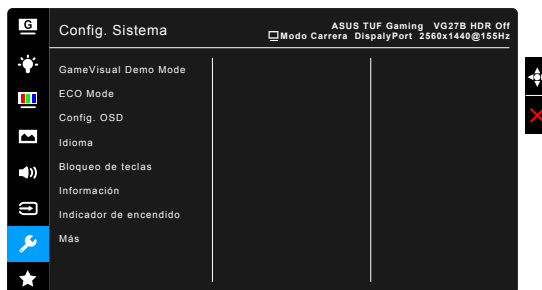 G
Config. Sistema
ASUS TUF Gaming VG27B HDR Off
Modo Carrera DispalyPort 2560x1440@155Hz
GameVisual Demo Mode
ECO Mode
Config. OSD
Idioma
Bloqueo de teclas
Información
Indicador de encendido
Más